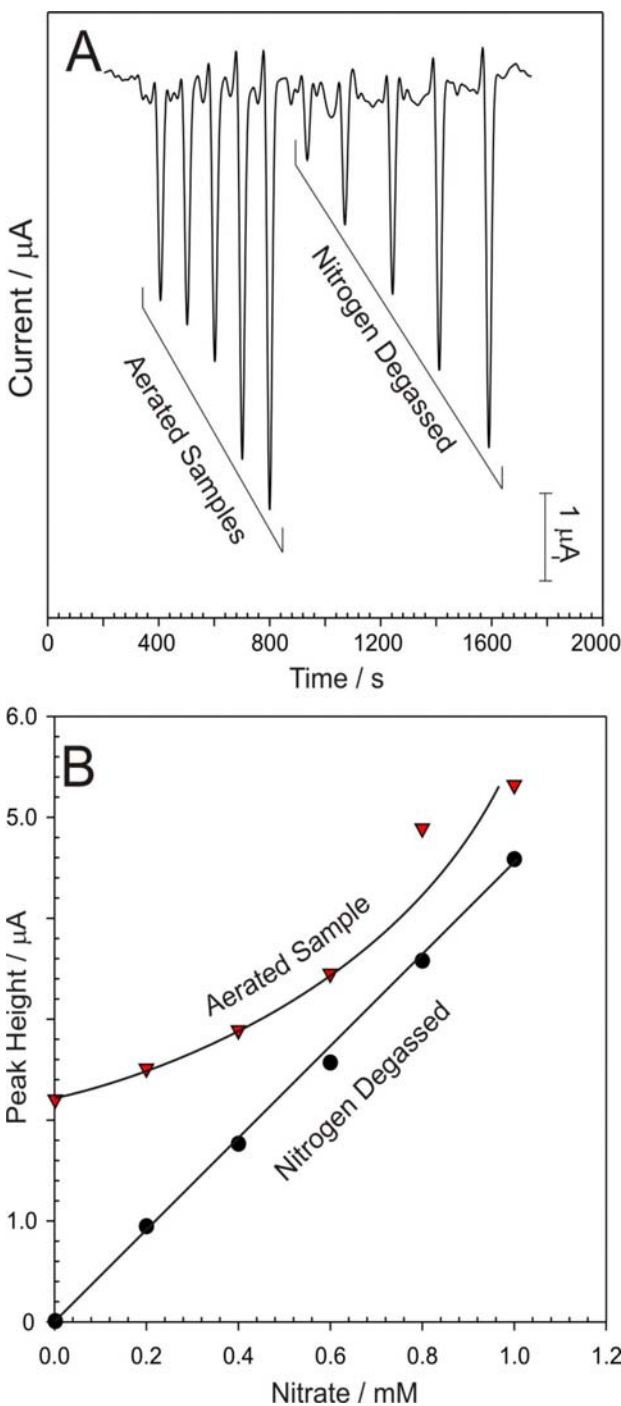 A
Current / μA
Aerated Samples
Nitrogen Degassed
1 μA
0 400 800 1200 1600 2000
Time / s
B
6.0
5.0
1.0
0
Peak Height / μA
Aerated Sample
Nitrogen Degassed
0.0 0.2 0.4 0.6 0.8 1.0 1.2
Nitrate / mM